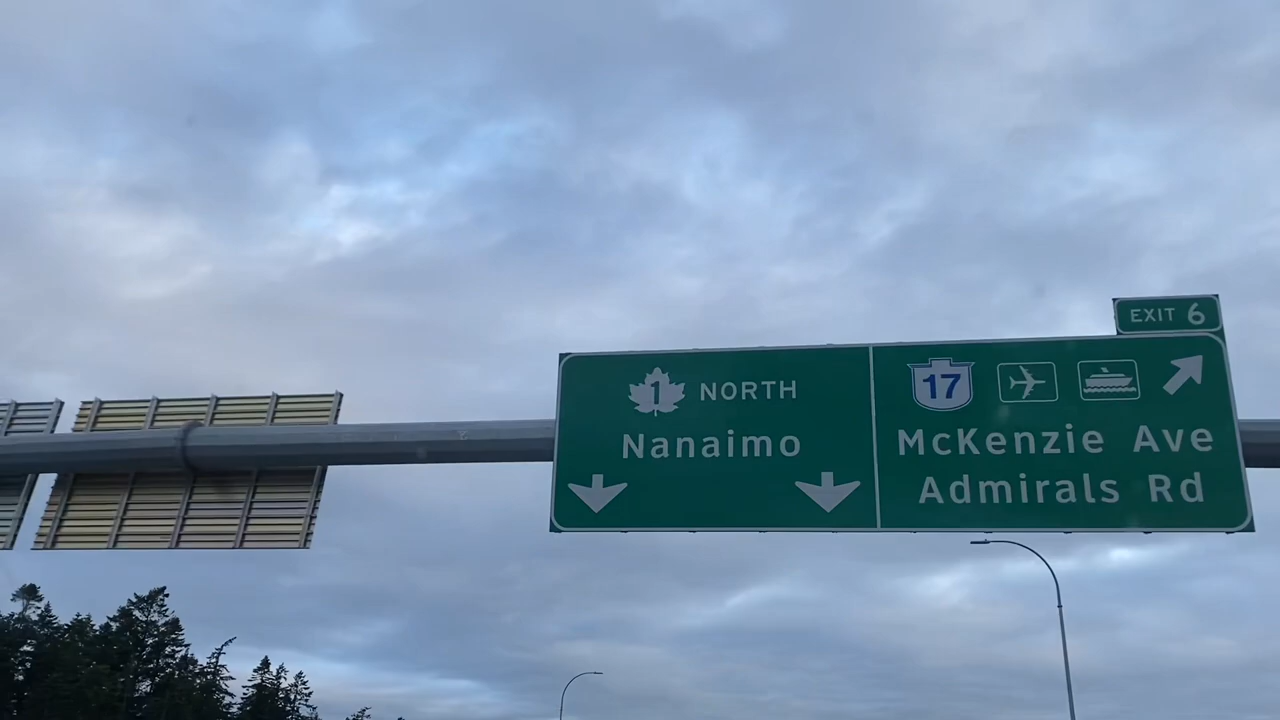 EXIT 6
1 NORTH
Nanaimo
17
McKenzie Ave
Admirals Rd